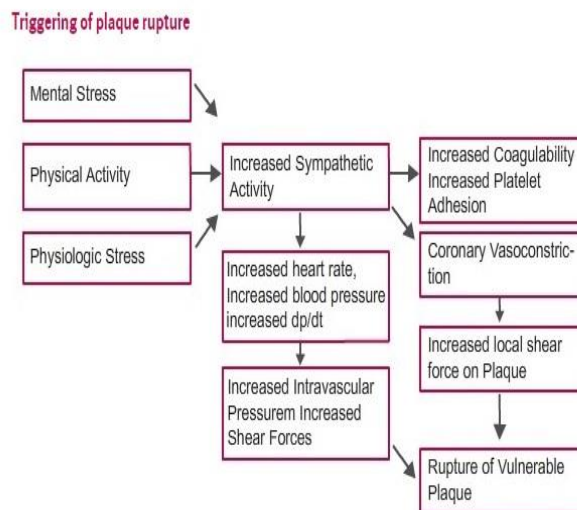 Triggering of plaque rupture
Mental Stress
Physical Activity
Physiologic Stress
Increased Sympathetic
Activity
Increased heart rate,
Increased blood pressure
increased dp/dt
Increased Intravascular
Pressurem Increased
Shear Forces
Increased Coagulability
Increased Platelet
Adhesion
Coronary Vasoconstric-
tion
Increased local shear
force on Plaque
Rupture of Vulnerable
Plaque